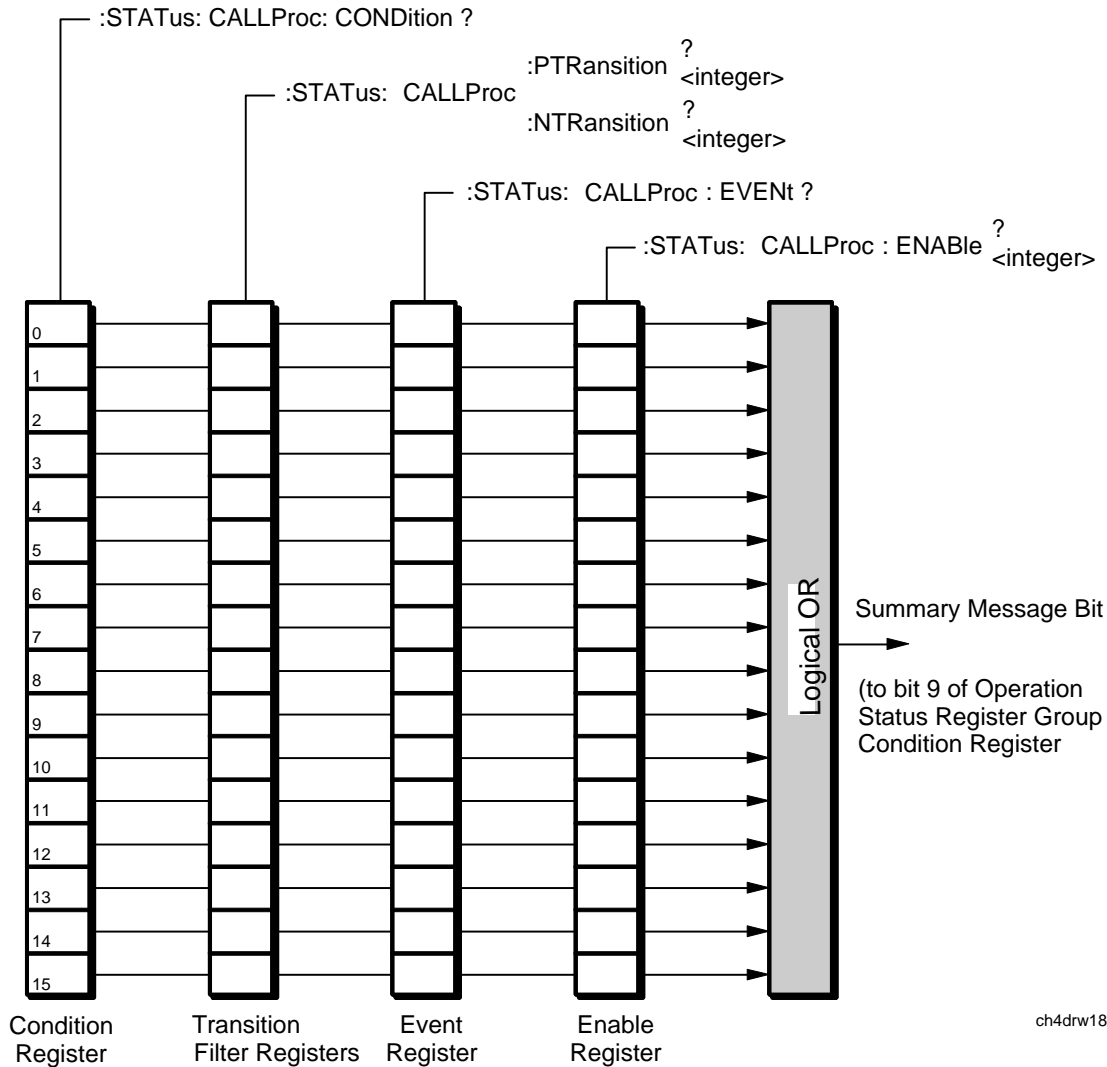 :STATus: CALLProc: CONDition ?
:STATus: CALLProc
:PTRansition ? <integer>
:NTRansition ? <integer>
:STATus: CALLProc : EVENt ?
:STATus: CALLProc : ENABle ? <integer>
0
1
2
3
4
5
6
7
8
9
10
11
12
13
14
15
Logical OR
Summary Message Bit
(to bit 9 of Operation
Status Register Group
Condition Register
Condition
Register
Transition
Filter Registers
Event
Register
Enable
Register
ch4drw18